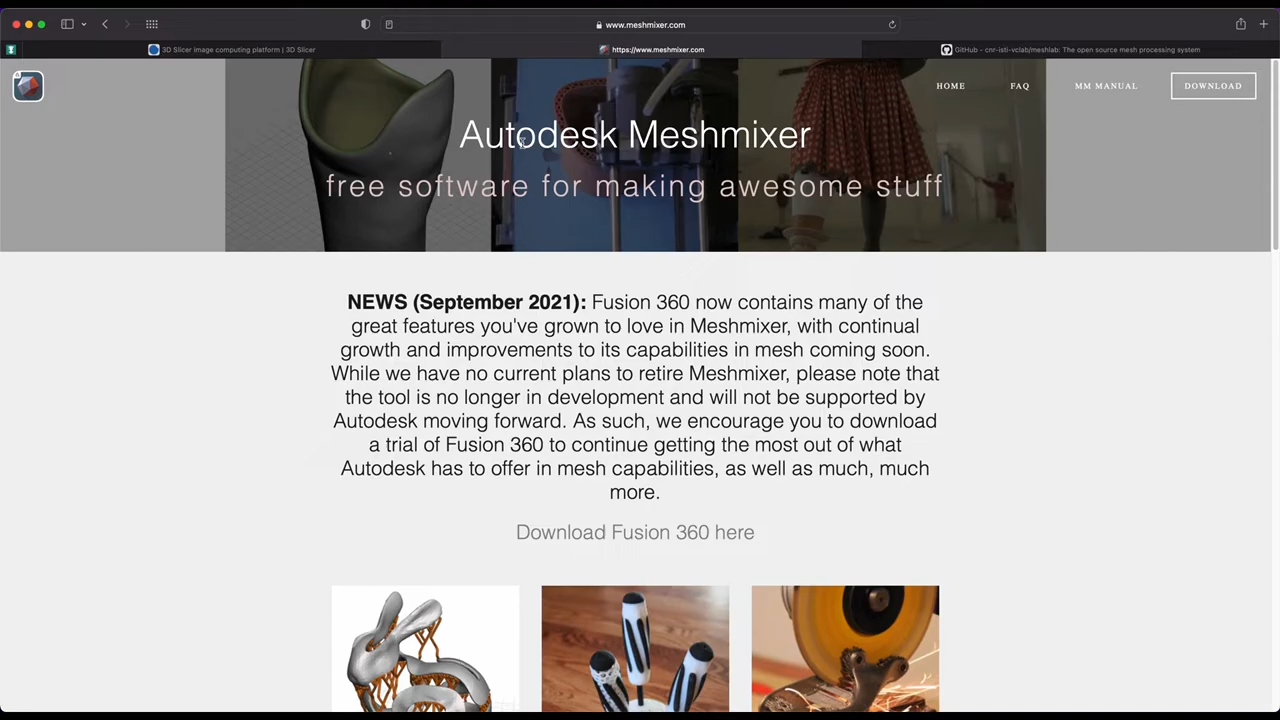 www.meshmixer.com
3D Slicer image computing platform | 3D Slicer
https://www.meshmixer.com
GitHub - cnr-isti-vclab/meshlab: The open source mesh processing system
HOME
FAQ
MM MANUAL
DOWNLOAD
Autodesk Meshmixer
free software for making awesome stuff
NEWS (September 2021): Fusion 360 now contains many of the
great features you've grown to love in Meshmixer, with continual
growth and improvements to its capabilities in mesh coming soon.
While we have no current plans to retire Meshmixer, please note that
the tool is no longer in development and will not be supported by
Autodesk moving forward. As such, we encourage you to download
a trial of Fusion 360 to continue getting the most out of what
Autodesk has to offer in mesh capabilities, as well as much, much
more.
Download Fusion 360 here